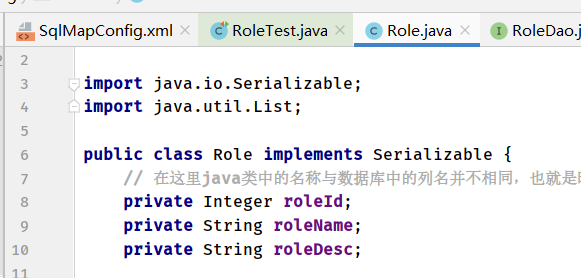 SqlMapConfig.xml × RoleTest.java × Role.java × RoleDao.j
2
3 import java.io.Serializable;
4 import java.util.List;
5
6 public class Role implements Serializable {
7 // 在这里java类中的名称与数据库中的列名并不相同，也就是
8 private Integer roleId;
9 private String roleName;
10 private String roleDesc;
11